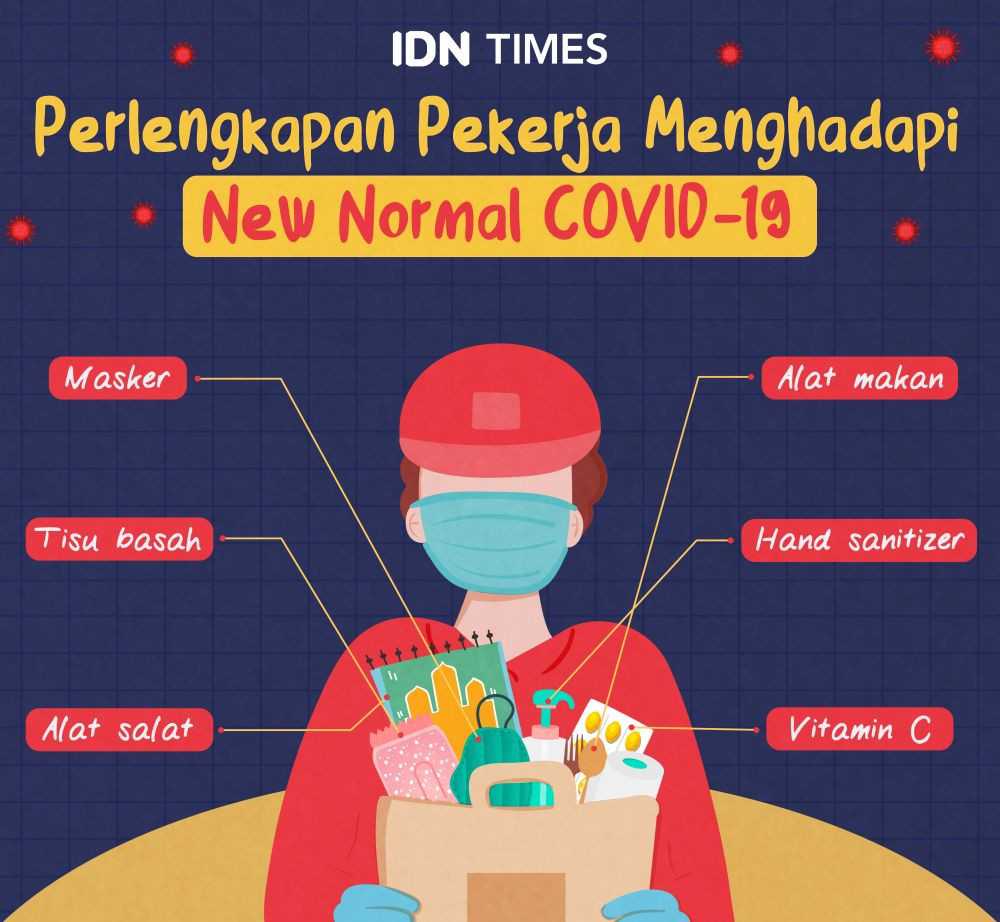 IDN TIMES
Perlengkapan Pekerja Menghadapi
New Normal COVID-19
Masker
Alat makan
Tisu basah
Hand sanitizer
Alat salat
Vitamin C